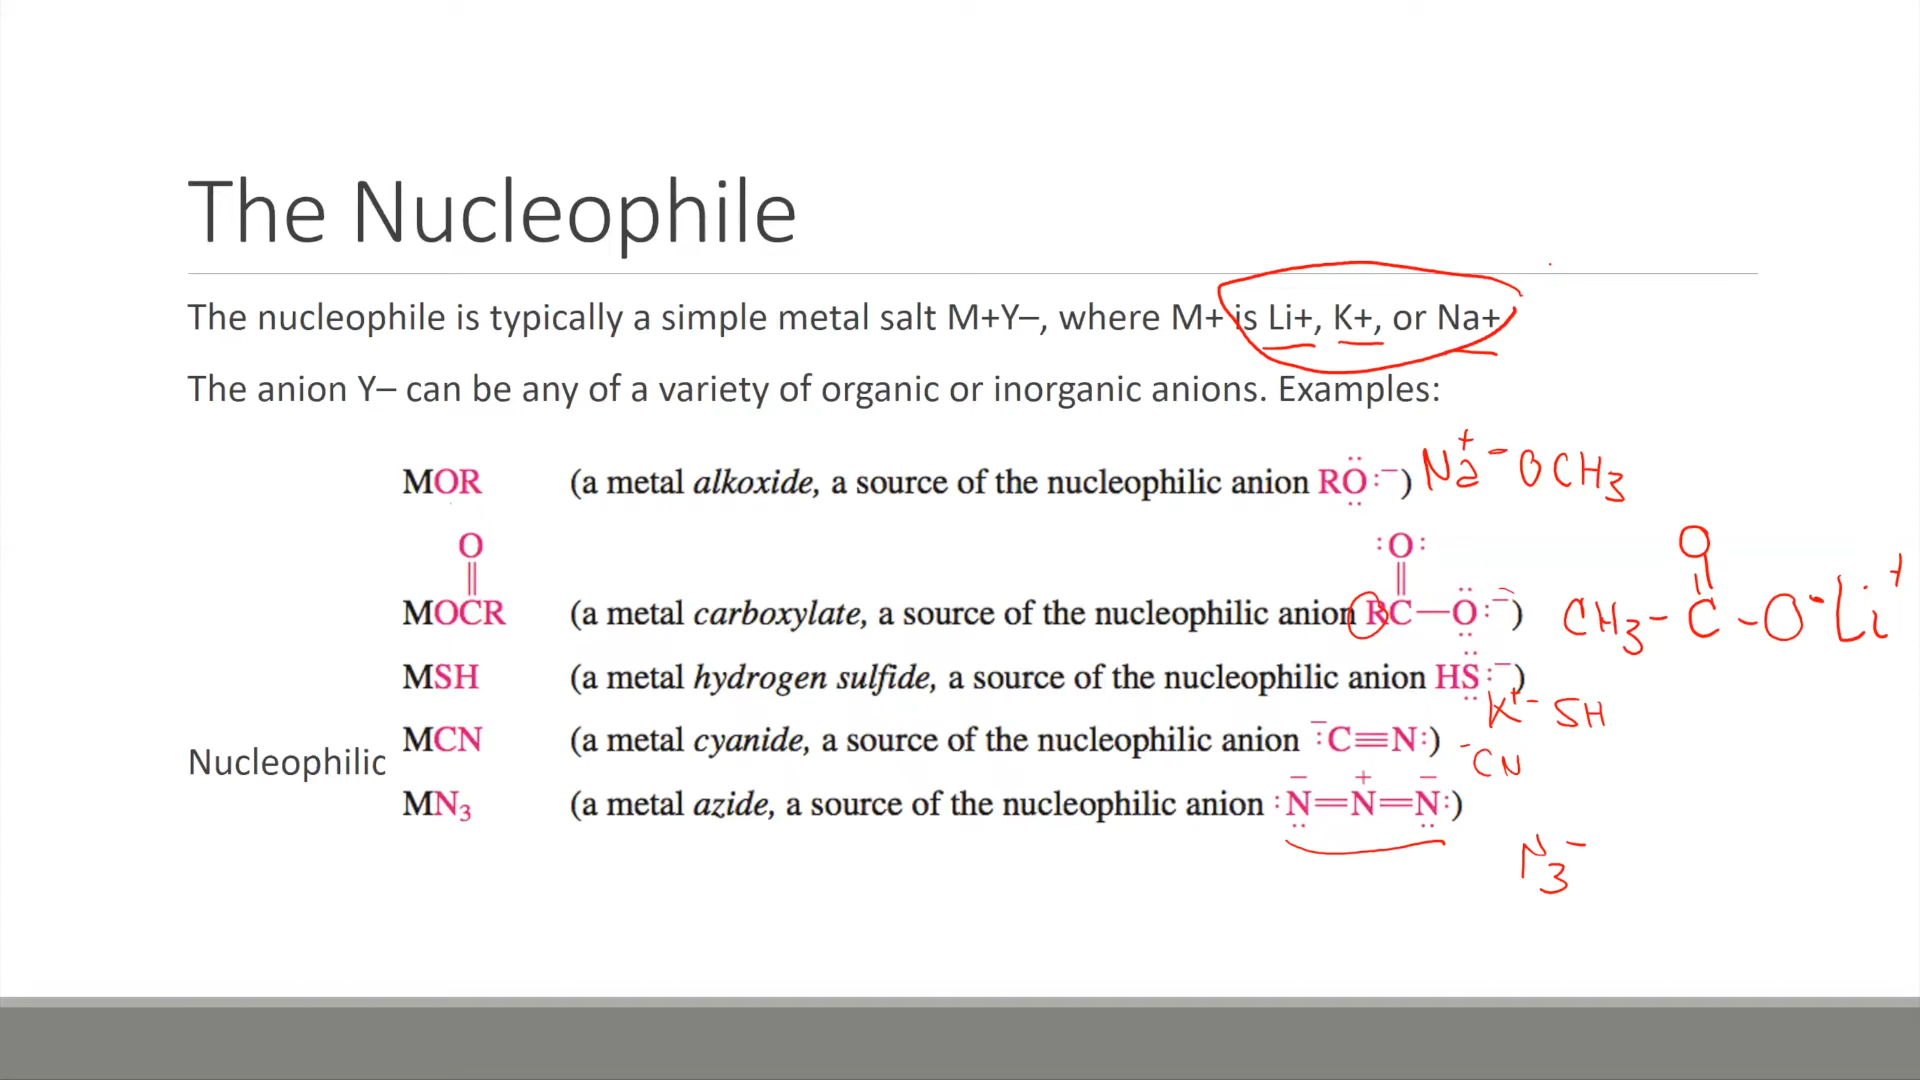 The Nucleophile
The nucleophile is typically a simple metal salt M+Y–, where M+ is Li+, K+, or Na+
The anion Y– can be any of a variety of organic or inorganic anions. Examples:
MOR (a metal alkoxide, a source of the nucleophilic anion RÖ:⁻) Na⁺ ⁻OCH₃
O :O: O
|| || ||
MOCR (a metal carboxylate, a source of the nucleophilic anion RC—O:⁻) CH₃-C-O⁻Li⁺
MSH (a metal hydrogen sulfide, a source of the nucleophilic anion HS:⁻)
K⁺ ⁻SH
MCN (a metal cyanide, a source of the nucleophilic anion ⁻:C≡N:)
Nucleophilic
⁻CN
MN₃ (a metal azide, a source of the nucleophilic anion :N⁻=N⁺=N⁻:)
N₃⁻